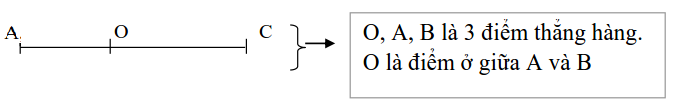 A O C
O, A, B là 3 điểm thẳng hàng.
O là điểm ở giữa A và B